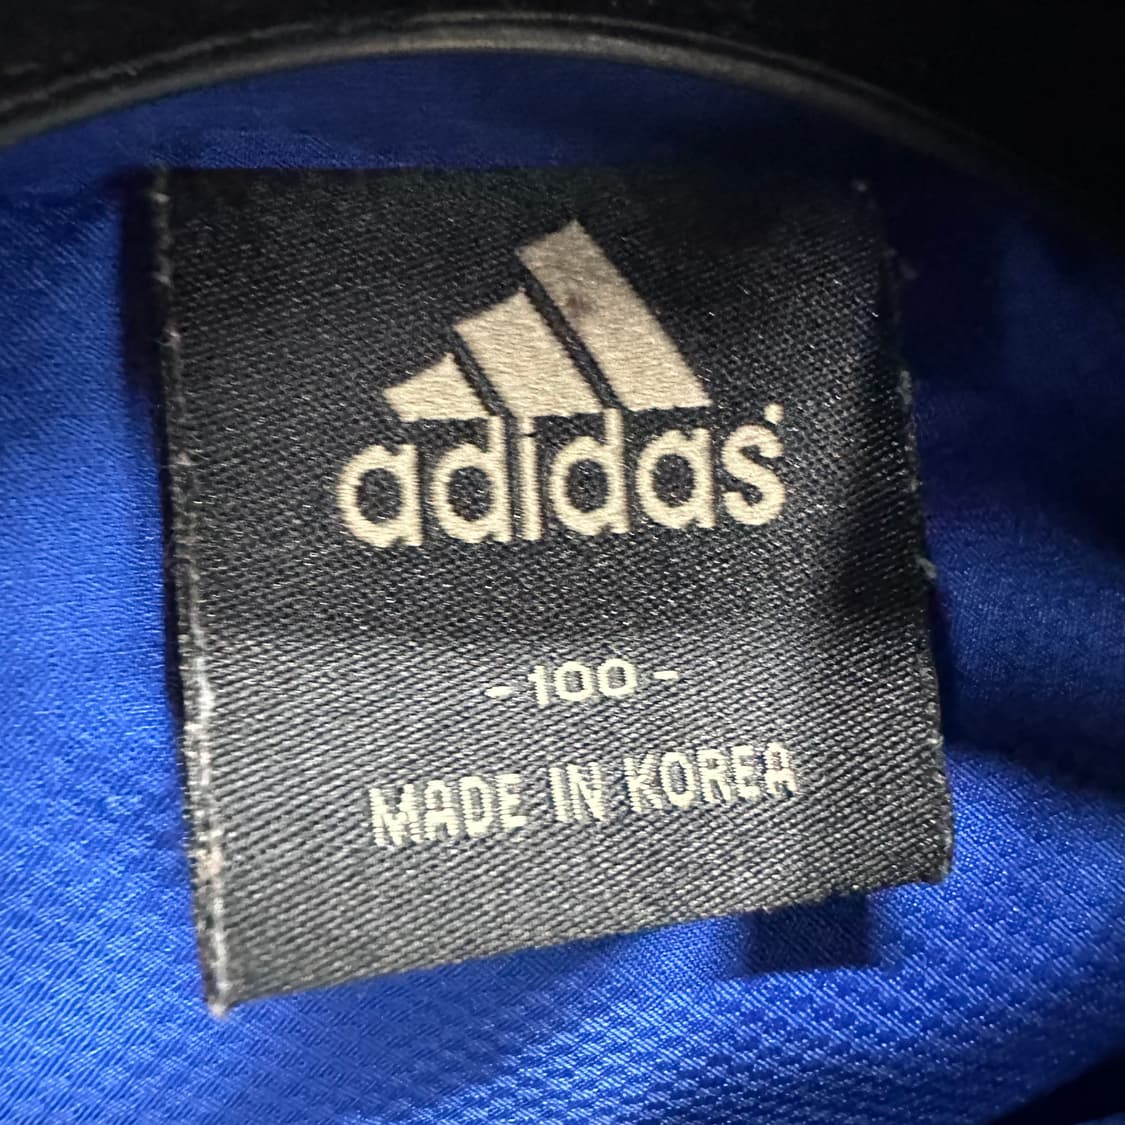 adidas
- 100 -
MADE IN KOREA